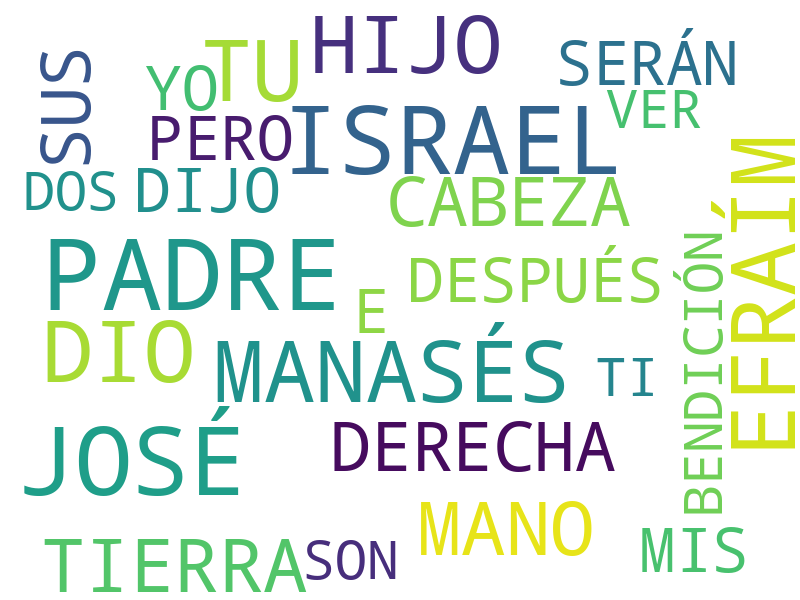 HIJO
TU
SERÁN
SUS
YO
VER
PERO
ISRAEL
DOS
DIJO
CABEZA
EFRAÍM
PADRE
DESPUÉS
BENDICIÓN
E
DIO
MANASÉS
TI
JOSÉ
DERECHA
MANO
MIS
TIERRA
SON